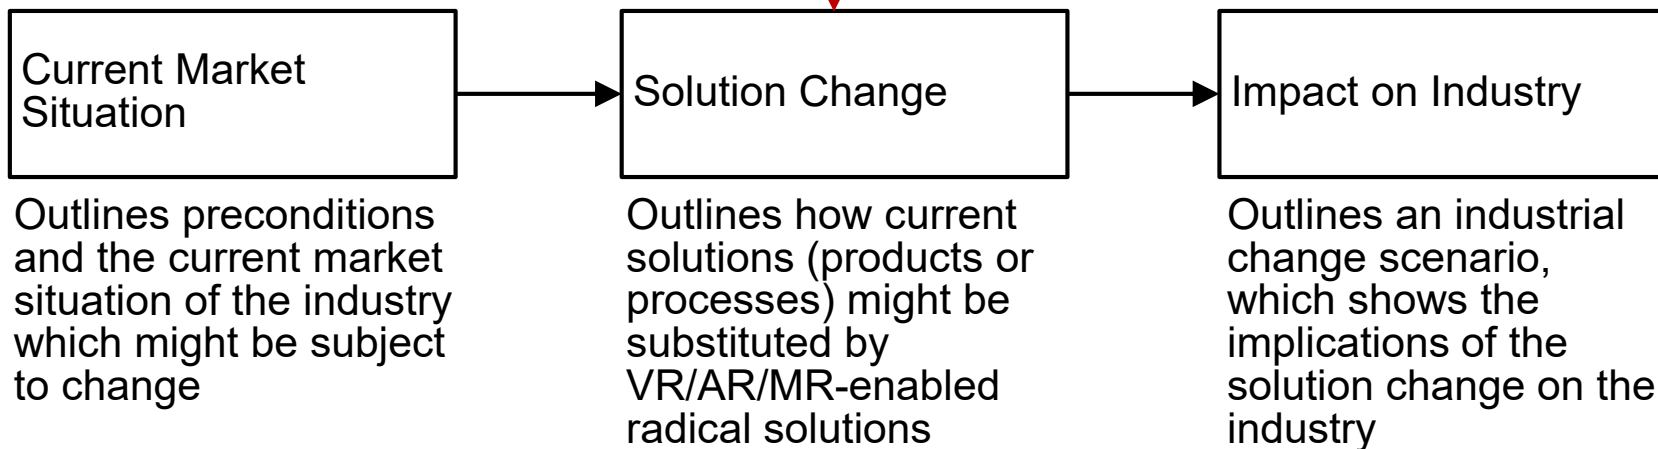 Current Market
Situation
Solution Change
Impact on Industry
Outlines preconditions
and the current market
situation of the industry
which might be subject
to change
Outlines how current
solutions (products or
processes) might be
substituted by
VR/AR/MR-enabled
radical solutions
Outlines an industrial
change scenario,
which shows the
implications of the
solution change on the
industry